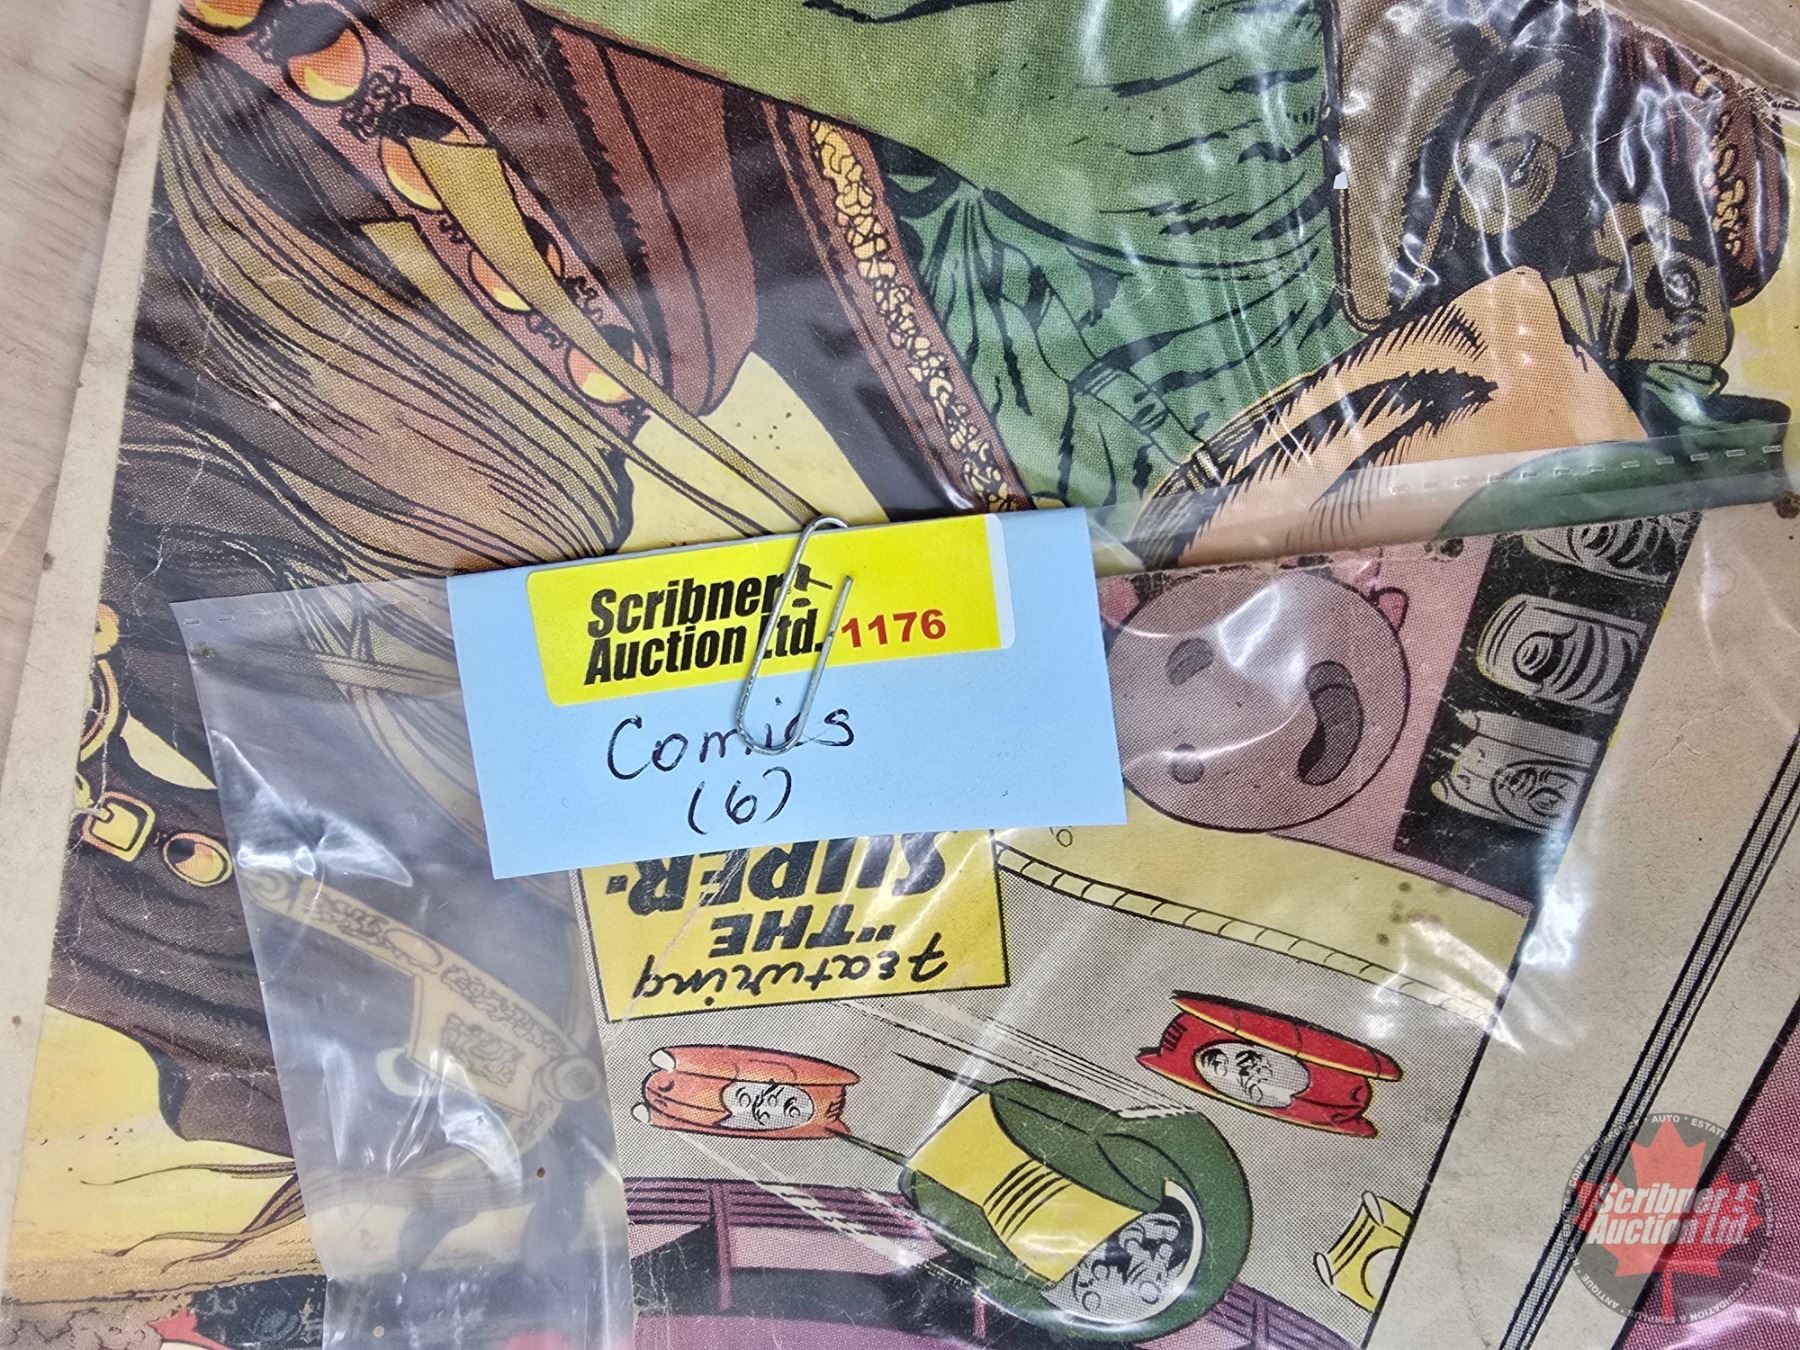 Scribner
Auction Ltd. 1176
Comics
(6)
SUPER-
"THE
Featuring
Scribner
Auction Ltd.